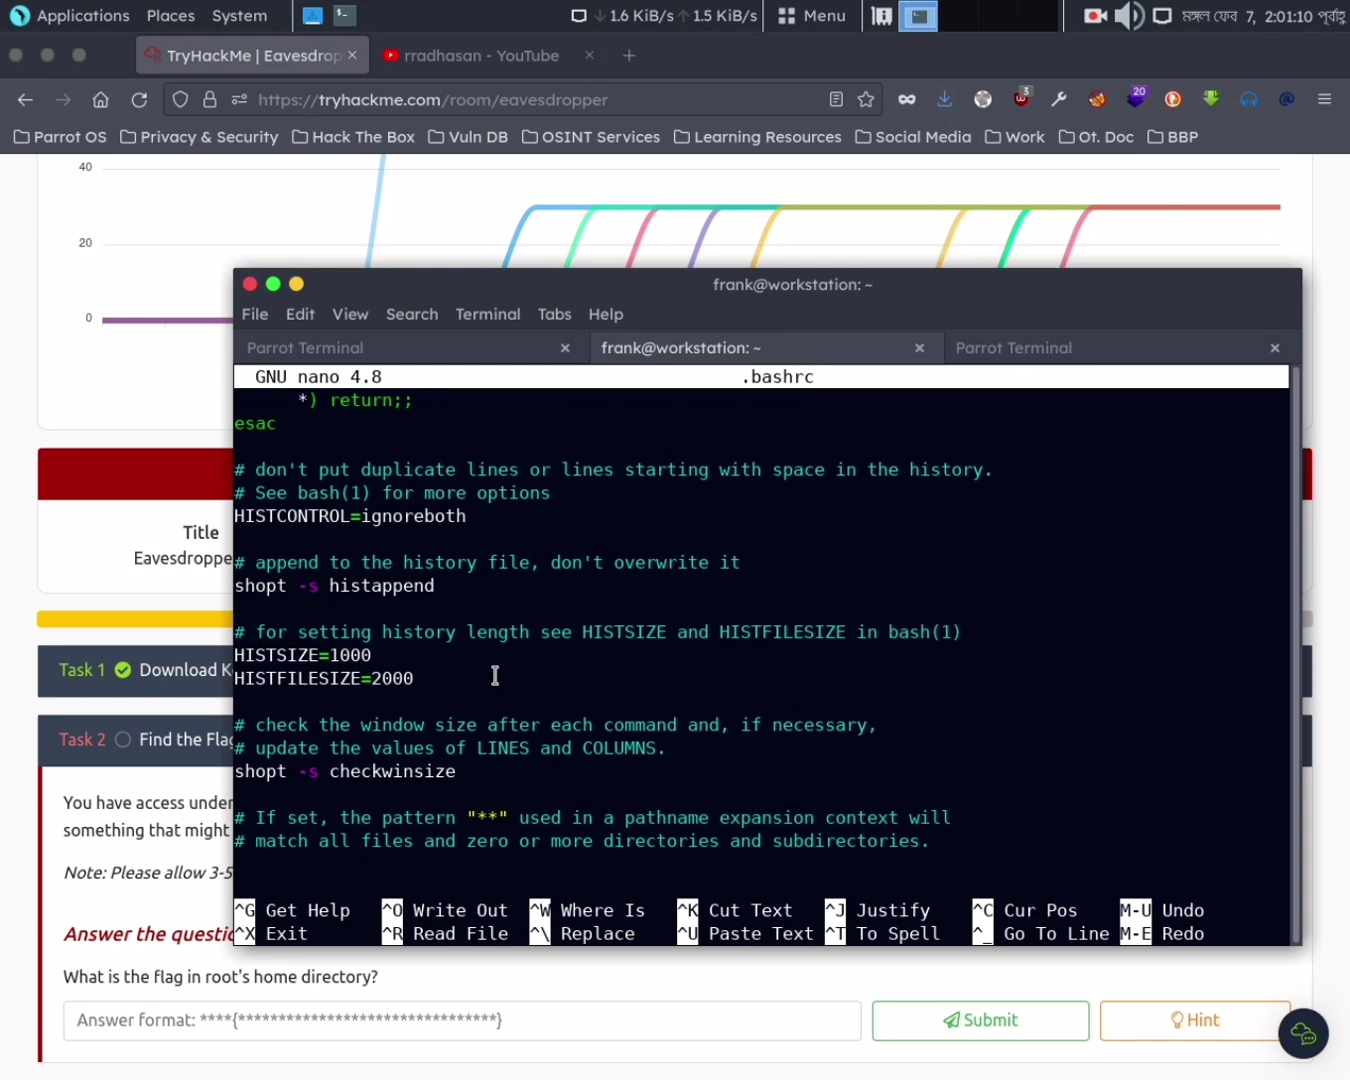 Applications Places System 1.6 KiB/s 1.5 KiB/s Menu মঙ্গল ফেব 7, 2:01:10 পূর্বাহ্ণ
TryHackMe | Eavesdrop rradhasan - YouTube
https://tryhackme.com/room/eavesdropper 3 20
Parrot OS Privacy & Security Hack The Box Vuln DB OSINT Services Learning Resources Social Media Work Ot. Doc BBP
40
20
0
frank@workstation: ~
File Edit View Search Terminal Tabs Help
Parrot Terminal frank@workstation: ~ Parrot Terminal
GNU nano 4.8 .bashrc
*) return;;
esac
# don't put duplicate lines or lines starting with space in the history.
# See bash(1) for more options
HISTCONTROL=ignoreboth
# append to the history file, don't overwrite it
shopt -s histappend
# for setting history length see HISTSIZE and HISTFILESIZE in bash(1)
HISTSIZE=1000
HISTFILESIZE=2000
# check the window size after each command and, if necessary,
# update the values of LINES and COLUMNS.
shopt -s checkwinsize
# If set, the pattern "**" used in a pathname expansion context will
# match all files and zero or more directories and subdirectories.
^G Get Help ^O Write Out ^W Where Is ^K Cut Text ^J Justify ^C Cur Pos M-U Undo
^X Exit ^R Read File ^\ Replace ^U Paste Text ^T To Spell ^_ Go To Line M-E Redo
Title
Eavesdroppe
Task 1 Download K
Task 2 Find the Fla
You have access under
something that might
Note: Please allow 3-5
Answer the questio
What is the flag in root's home directory?
Answer format: ****{********************************} Submit Hint